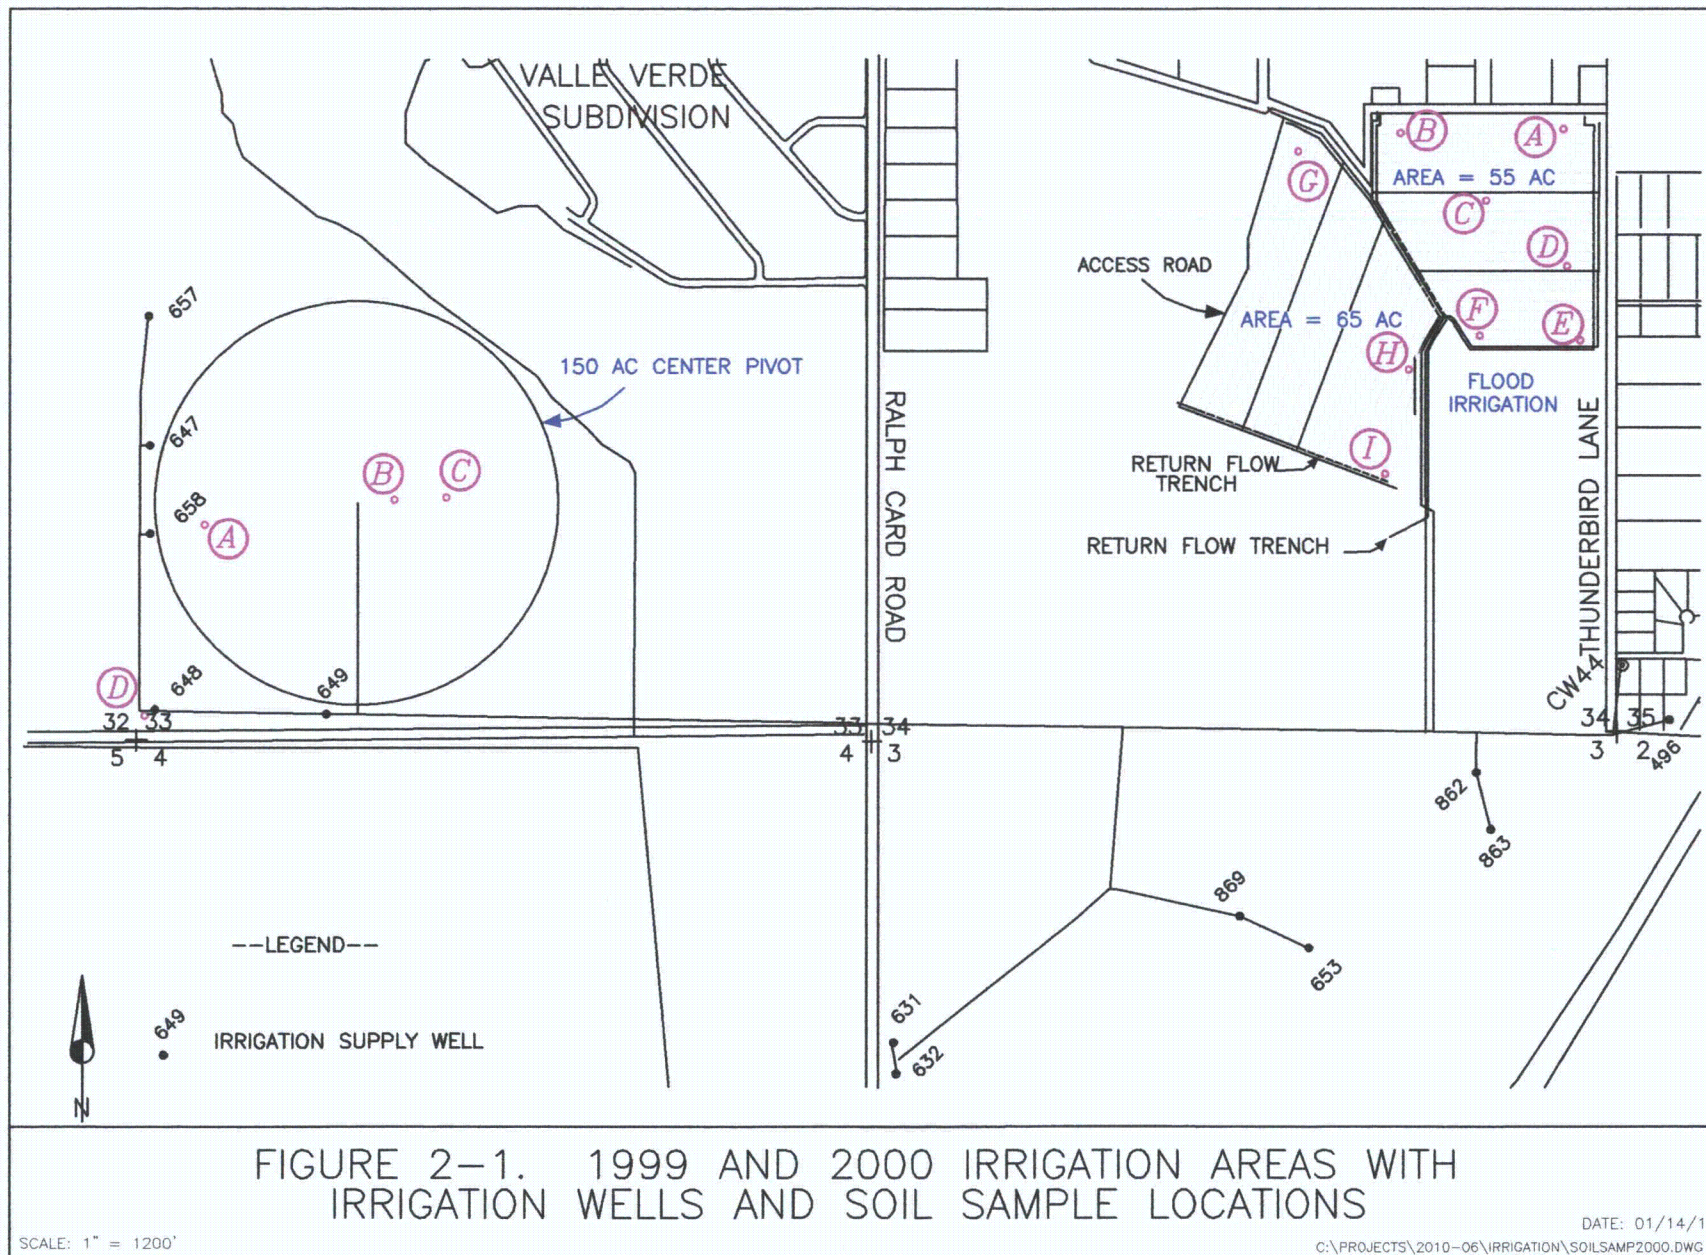 VALLE VERDE
SUBDIVISION
B
A
AREA = 55 AC
G
C
D
ACCESS ROAD
657
AREA = 65 AC
F
E
H
150 AC CENTER PIVOT
FLOOD
IRRIGATION
647
RALPH CARD ROAD
THUNDERBIRD LANE
B
C
I
RETURN FLOW
TRENCH
658
A
RETURN FLOW TRENCH
D
648
649
CW44
32 33
33 34
34 35
5 4
4 3
3 2
496
862
863
869
653
--LEGEND--
631
632
649
IRRIGATION SUPPLY WELL
N
FIGURE 2-1. 1999 AND 2000 IRRIGATION AREAS WITH
IRRIGATION WELLS AND SOIL SAMPLE LOCATIONS
SCALE: 1" = 1200'
DATE: 01/14/1
C:\PROJECTS\2010-06\IRRIGATION\SOILSAMP2000.DWG